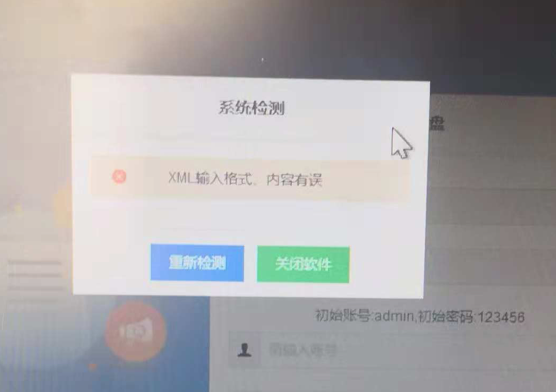 系统检测
盘
XML输入格式、内容有误
重新检测
关闭软件
初始账号:admin,初始密码:123456
请输入账号